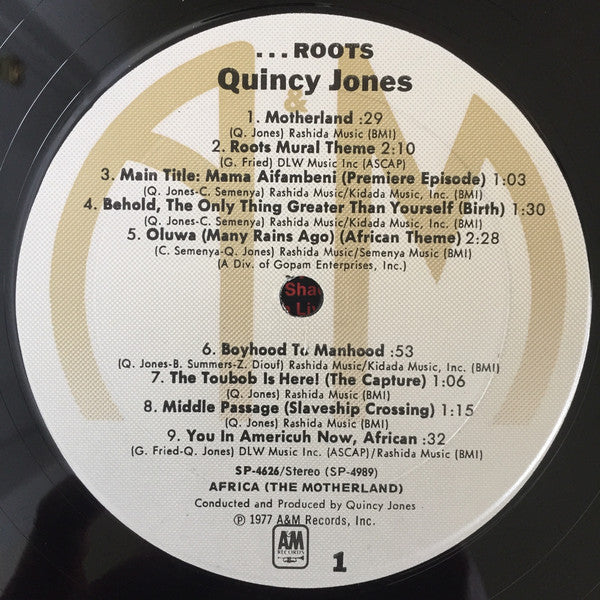 ...ROOTS
Quincy Jones
&
1. Motherland :29
(Q. Jones) Rashida Music (BMI)
2. Roots Mural Theme 2:10
(G. Fried) DLW Music Inc (ASCAP)
3. Main Title: Mama Aifambeni (Premiere Episode) 1:03
(Q. Jones-C. Semenya) Rashida Music/Kidada Music, Inc. (BMI)
4. Behold, The Only Thing Greater Than Yourself (Birth) 1:30
(Q. Jones-C. Semenya) Rashida Music/Kidada Music, Inc. (BMI)
5. Oluwa (Many Rains Ago) (African Theme) 2:28
(C. Semenya-Q. Jones) Rashida Music/Semenya Music (BMI)
(A Div. of Gopam Enterprises, Inc.)
6. Boyhood To Manhood :53
(Q. Jones-B. Summers-Z. Diouf) Rashida Music/Kidada Music, Inc. (BMI)
7. The Toubob Is Here! (The Capture) 1:06
(Q. Jones) Rashida Music (BMI)
8. Middle Passage (Slaveship Crossing) 1:15
(Q. Jones) Rashida Music (BMI)
9. You In Americuh Now, African :32
(G. Fried-Q. Jones) DLW Music Inc. (ASCAP)/Rashida Music (BMI)
SP-4626/Stereo (SP-4989)
AFRICA (THE MOTHERLAND)
Conducted and Produced by Quincy Jones
℗ 1977 A&M Records, Inc.
A&M
RECORDS
1